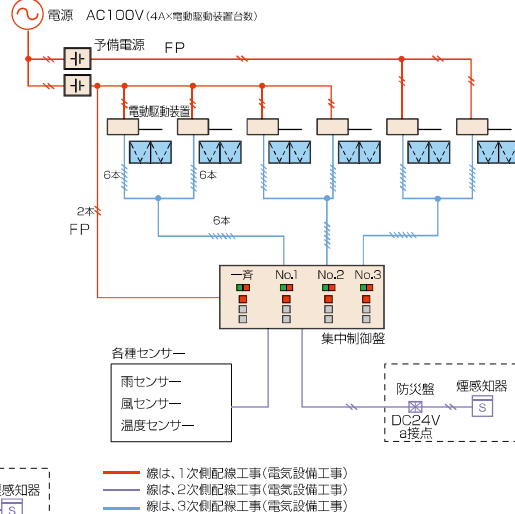 電源 AC100V(4A×電動駆動装置台数)
予備電源 FP
電動駆動装置
6本 6本
2本
FP
6本
一斉 No.1 No.2 No.3
集中制御盤
各種センサー
雨センサー
風センサー
温度センサー
防災盤 煙感知器
S
DC24V
a接点
線は、1次側配線工事(電気設備工事)
線は、2次側配線工事(電気設備工事)
線は、3次側配線工事(電気設備工事)
感知器
S